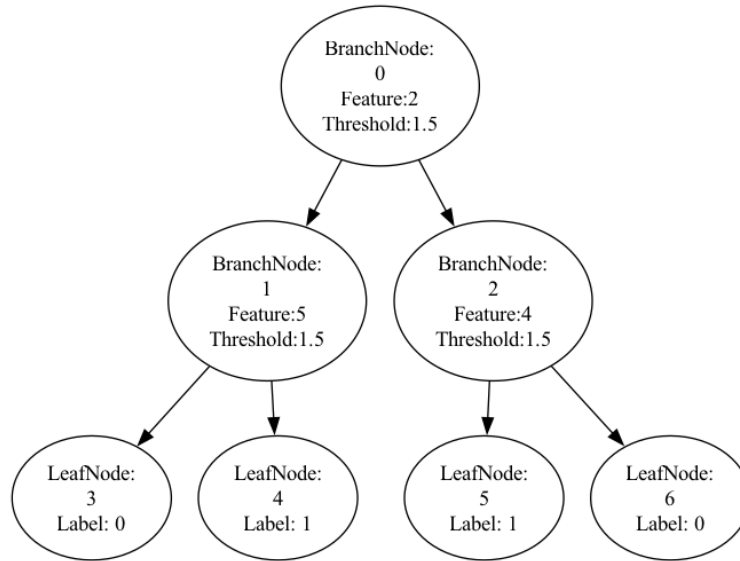 BranchNode:
0
Feature:2
Threshold:1.5
BranchNode:
1
Feature:5
Threshold:1.5
BranchNode:
2
Feature:4
Threshold:1.5
LeafNode:
3
Label: 0
LeafNode:
4
Label: 1
LeafNode:
5
Label: 1
LeafNode:
6
Label: 0